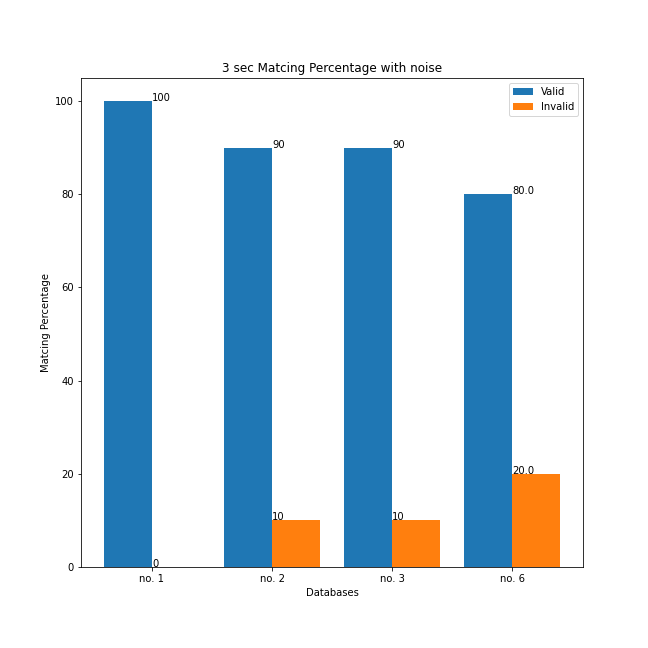 3 sec Matcing Percentage with noise
Valid
Invalid
Matcing Percentage
100
80
60
40
20
0
100
0
90
10
90
10
80.0
20.0
no. 1
no. 2
no. 3
no. 6
Databases